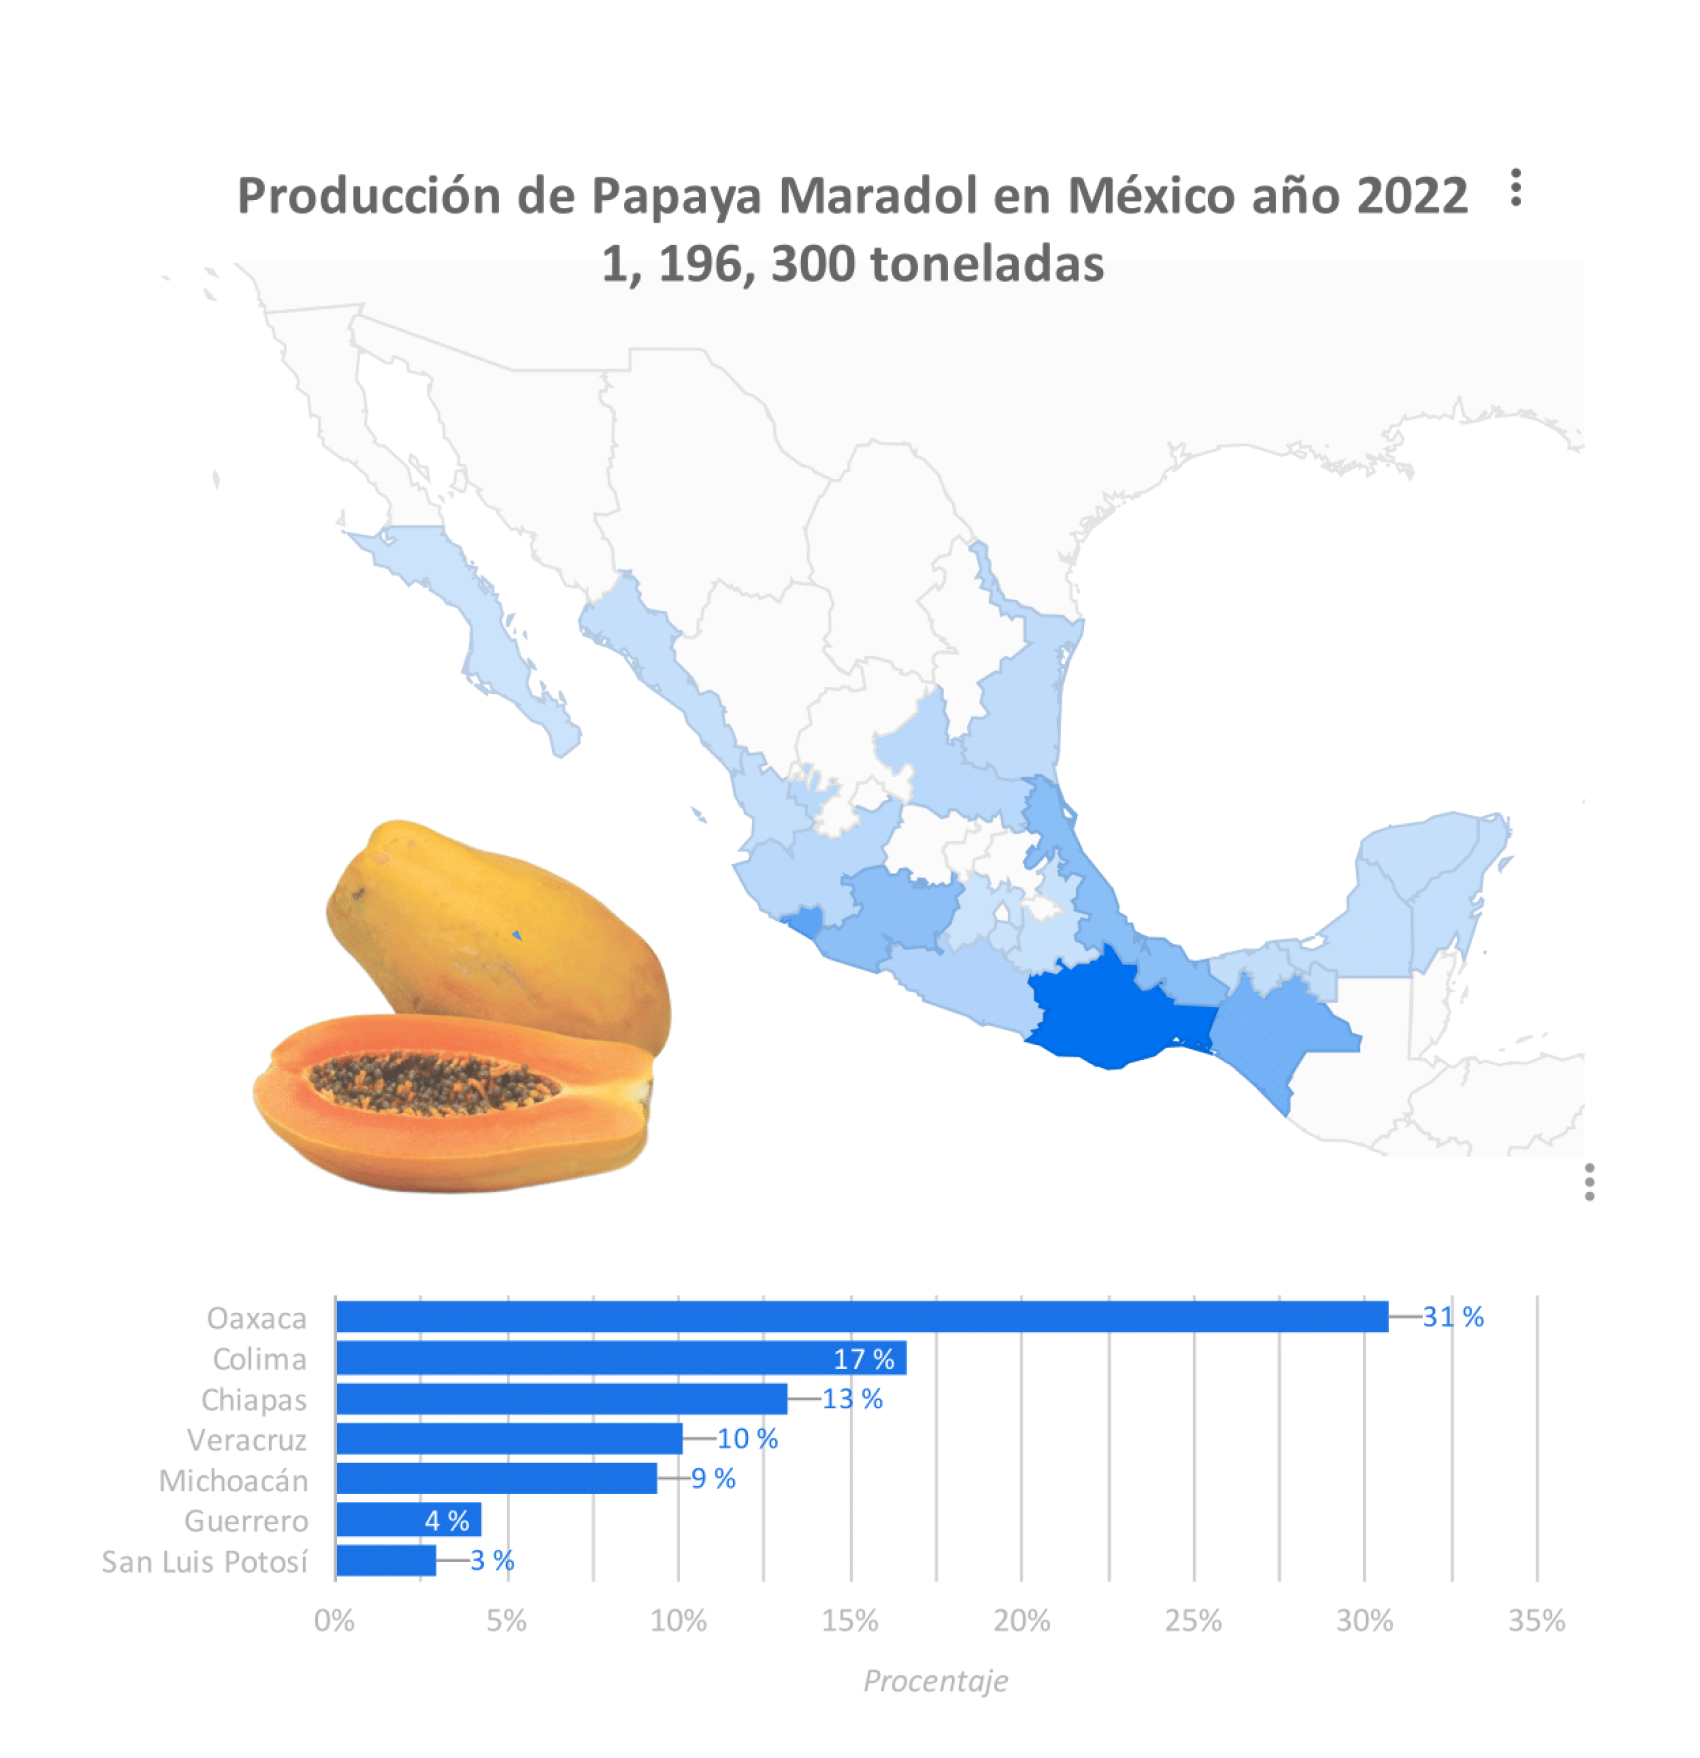 Producción de Papaya Maradol en México año 2022
1, 196, 300 toneladas
Oaxaca 31 %
Colima 17 %
Chiapas 13 %
Veracruz 10 %
Michoacán 9 %
Guerrero 4 %
San Luis Potosí 3 %
0% 5% 10% 15% 20% 25% 30% 35%
Procentaje